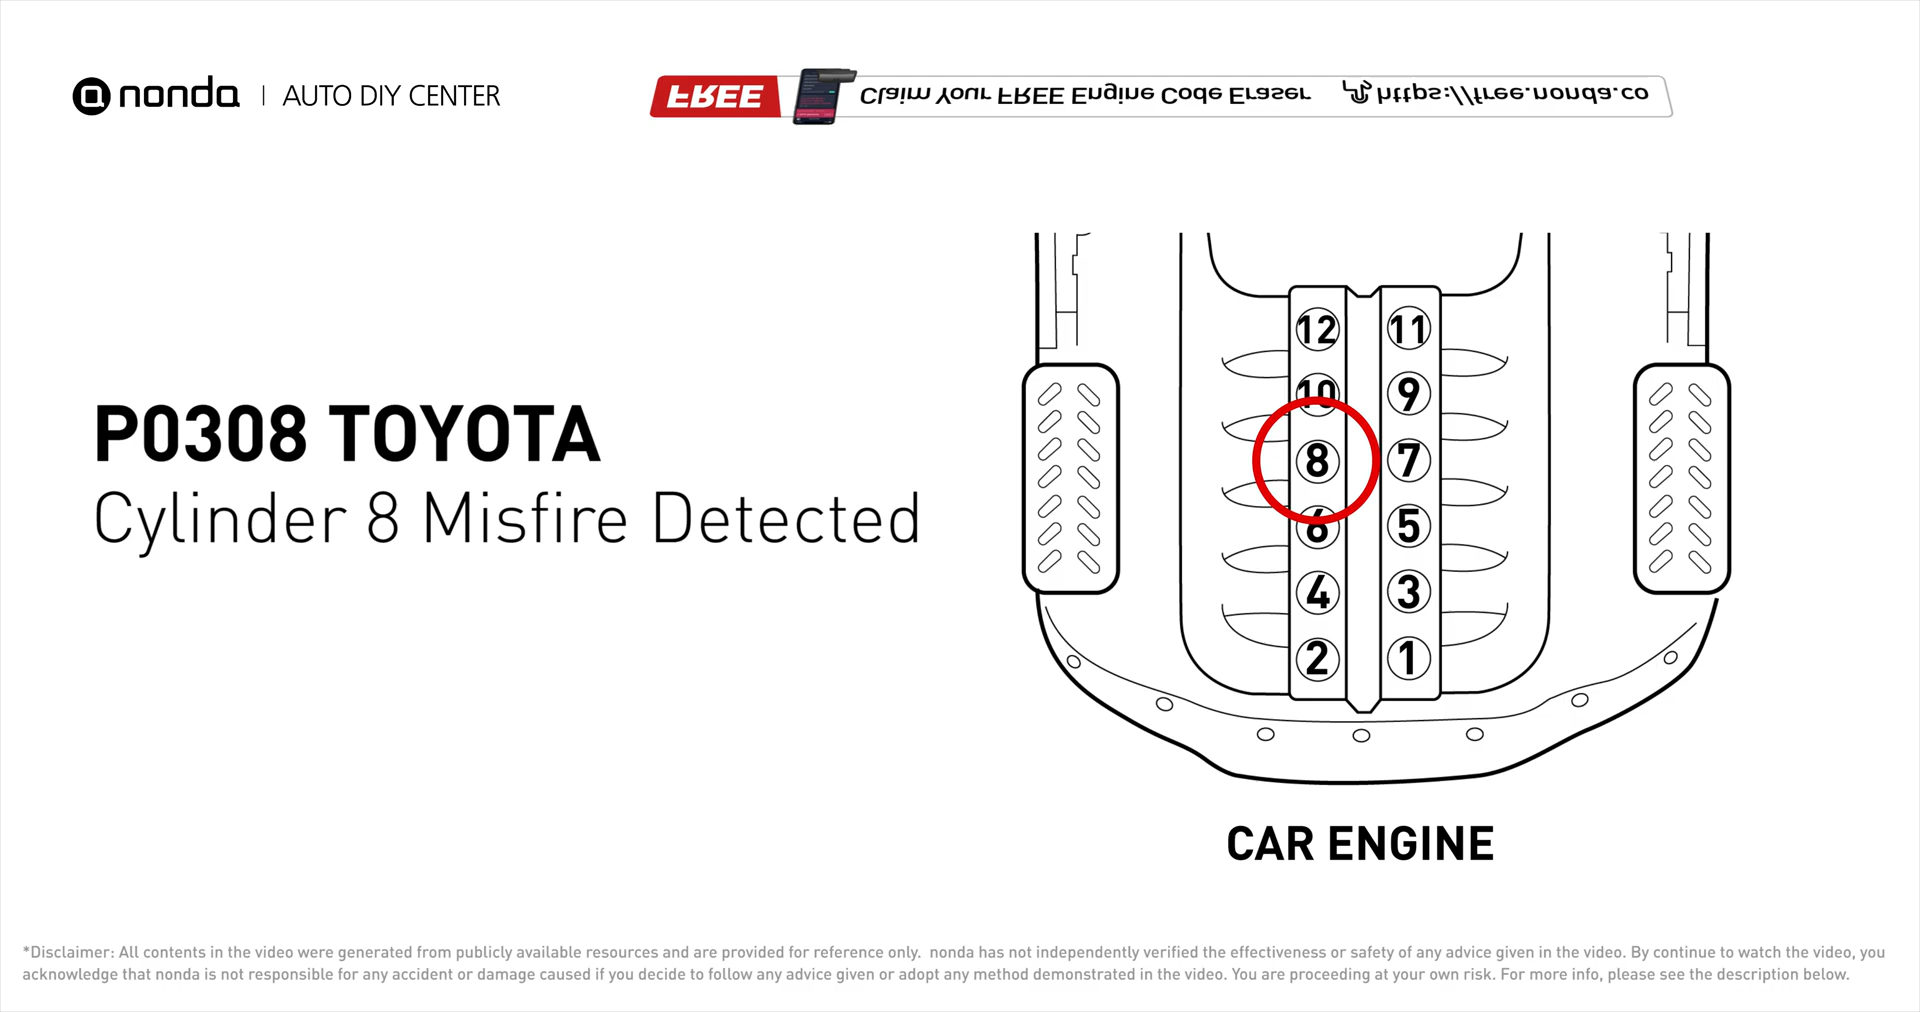 nonda | AUTO DIY CENTER
FREE Claim Your FREE Engine Code Eraser https://free.nonda.co
P0308 TOYOTA
Cylinder 8 Misfire Detected
12 11
10 9
8 7
6 5
4 3
2 1
CAR ENGINE
*Disclaimer: All contents in the video were generated from publicly available resources and are provided for reference only. nonda has not independently verified the effectiveness or safety of any advice given in the video. By continue to watch the video, you
acknowledge that nonda is not responsible for any accident or damage caused if you decide to follow any advice given or adopt any method demonstrated in the video. You are proceeding at your own risk. For more info, please see the description below.